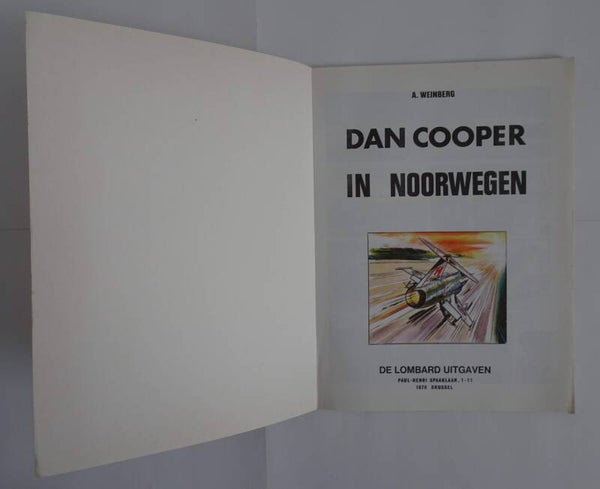 A. WEINBERG
DAN COOPER
IN NOORWEGEN
DE LOMBARD UITGAVEN
PAUL-HENRI SPAAKLAAN, 1-11
1070 BRUSSEL